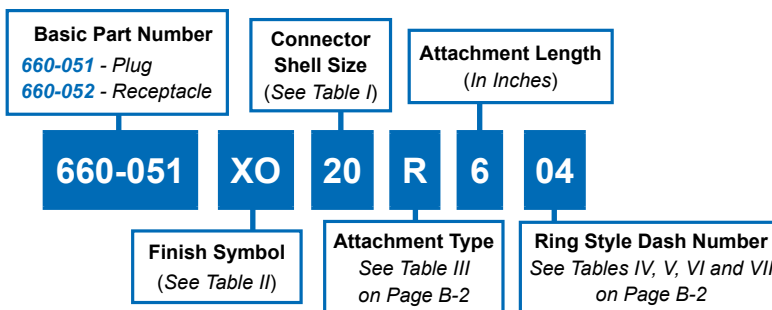 Basic Part Number
660-051 - Plug
660-052 - Receptacle
Connector
Shell Size
(See Table I)
Attachment Length
(In Inches)
660-051 XO 20 R 6 04
Finish Symbol
(See Table II)
Attachment Type
See Table III
on Page B-2
Ring Style Dash Number
See Tables IV, V, VI and VII
on Page B-2